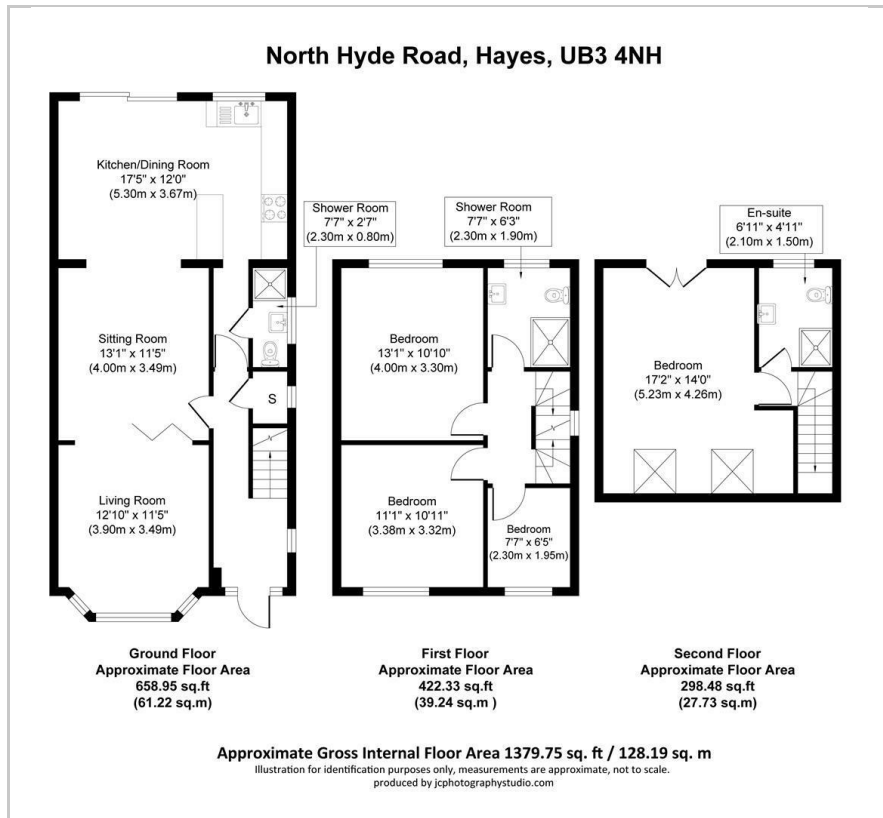 North Hyde Road, Hayes, UB3 4NH
Kitchen/Dining Room
17'5" x 12'0"
(5.30m x 3.67m)
Shower Room
7'7" x 2'7"
(2.30m x 0.80m)
Sitting Room
13'1" x 11'5"
(4.00m x 3.49m)
S
Living Room
12'10" x 11'5"
(3.90m x 3.49m)
Ground Floor
Approximate Floor Area
658.95 sq.ft
(61.22 sq.m)
Shower Room
7'7" x 6'3"
(2.30m x 1.90m)
Bedroom
13'1" x 10'10"
(4.00m x 3.30m)
Bedroom
11'1" x 10'11"
(3.38m x 3.32m)
Bedroom
7'7" x 6'5"
(2.30m x 1.95m)
First Floor
Approximate Floor Area
422.33 sq.ft
(39.24 sq.m )
En-suite
6'11" x 4'11"
(2.10m x 1.50m)
Bedroom
17'2" x 14'0"
(5.23m x 4.26m)
Second Floor
Approximate Floor Area
298.48 sq.ft
(27.73 sq.m)
Approximate Gross Internal Floor Area 1379.75 sq. ft / 128.19 sq. m
Illustration for identification purposes only, measurements are approximate, not to scale.
produced by jcphotographystudio.com